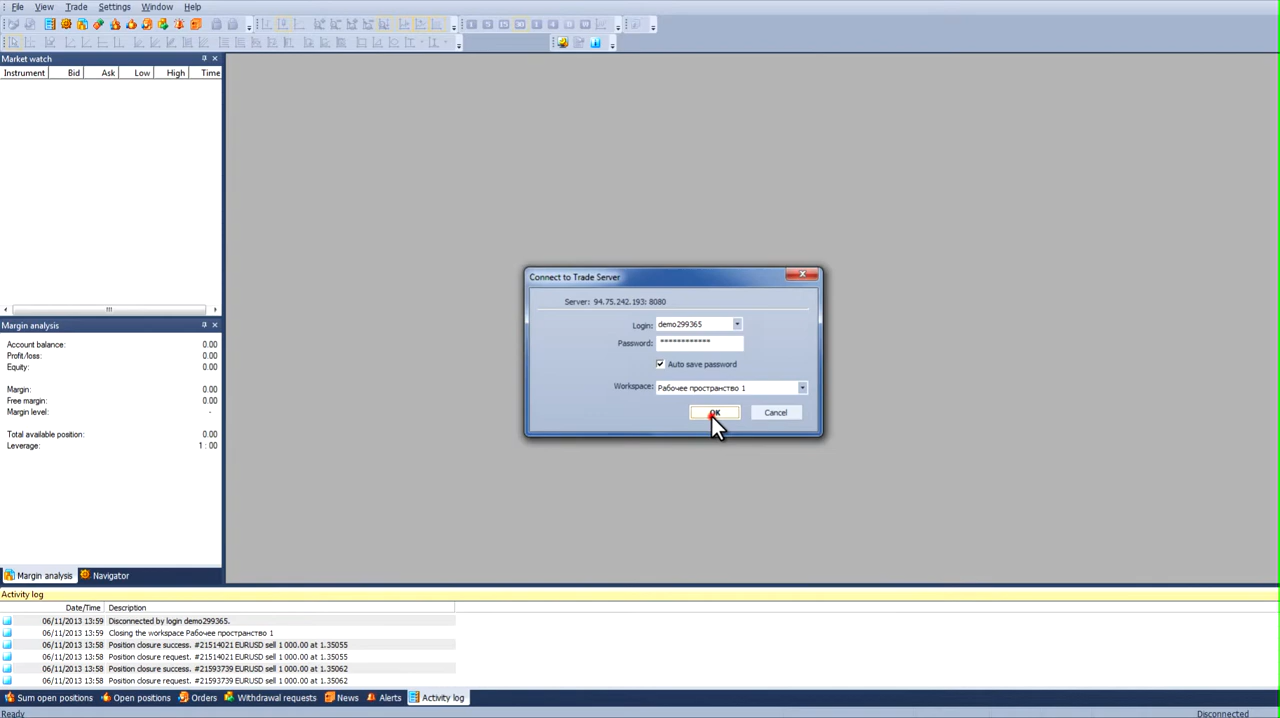 File View Trade Settings Window Help
Market watch
Instrument Bid Ask Low High Time
Connect to Trade Server
Server: 94.75.242.193: 8080
Login: demo299365
Password: ************
Auto save password
Workspace: Рабочее пространство 1
OK Cancel
Margin analysis
Account balance: 0.00
Profit/loss: 0.00
Equity: 0.00
Margin: 0.00
Free margin: 0.00
Margin level: -
Total available position: 0.00
Leverage: 1 : 00
Margin analysis Navigator
Activity log
Date/Time Description
06/11/2013 13:59 Disconnected by login demo299365.
06/11/2013 13:59 Closing the workspace Рабочее пространство 1
06/11/2013 13:58 Position closure success. #21514021 EURUSD sell 1 000.00 at 1.35055
06/11/2013 13:58 Position closure request. #21514021 EURUSD sell 1 000.00 at 1.35055
06/11/2013 13:58 Position closure success. #21593739 EURUSD sell 1 000.00 at 1.35062
06/11/2013 13:58 Position closure request. #21593739 EURUSD sell 1 000.00 at 1.35062
Sum open positions Open positions Orders Withdrawal requests News Alerts Activity log
Ready Disconnected